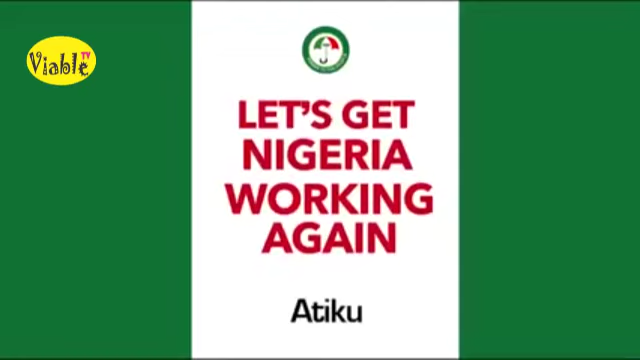 Viable TV
LET'S GET
NIGERIA
WORKING
AGAIN
Atiku